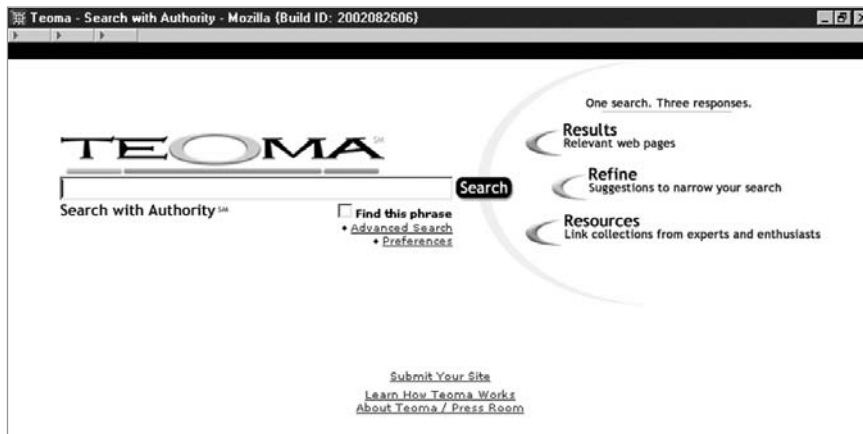 Teoma - Search with Authority - Mozilla {Build ID: 2002082606}
One search. Three responses.
Results
Relevant web pages
TEOMA SM
Refine
Suggestions to narrow your search
Search
Search with Authority SM
Find this phrase
Advanced Search
Preferences
Resources
Link collections from experts and enthusiasts
Submit Your Site
Learn How Teoma Works
About Teoma / Press Room